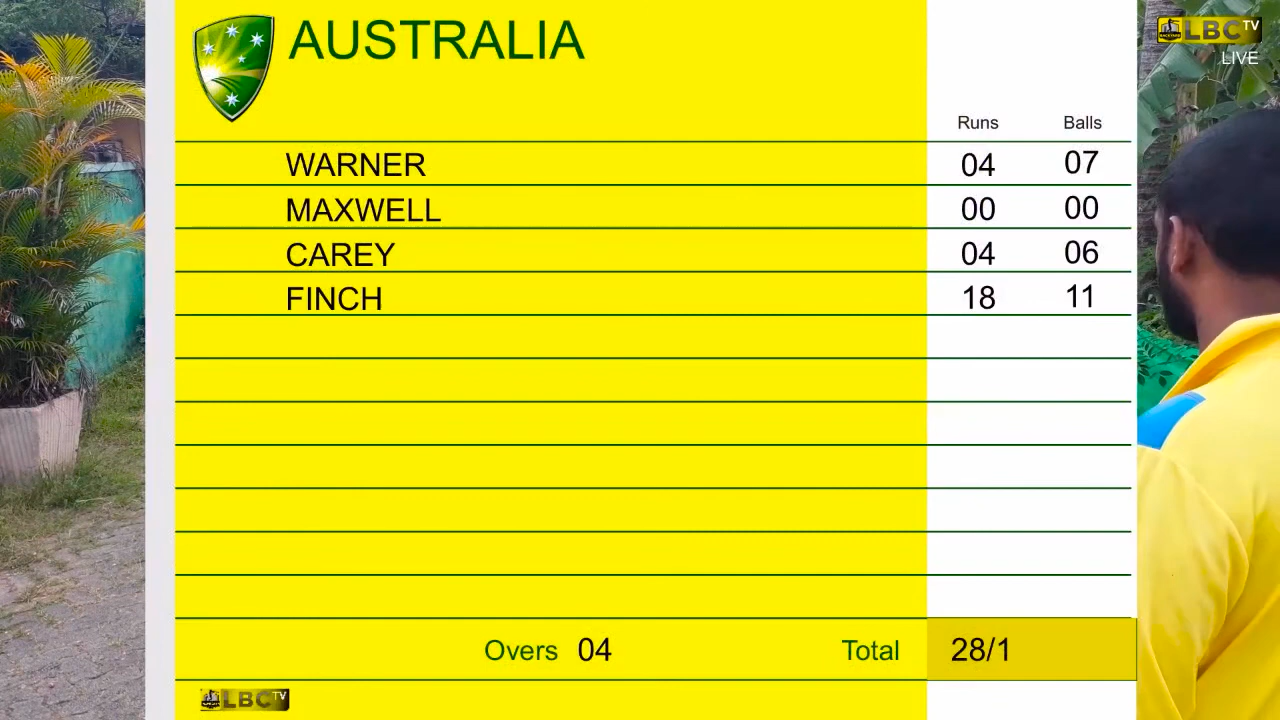 AUSTRALIA
LBC TV
LIVE
Runs Balls
WARNER 04 07
MAXWELL 00 00
CAREY 04 06
FINCH 18 11
Overs 04 Total 28/1
LBC TV